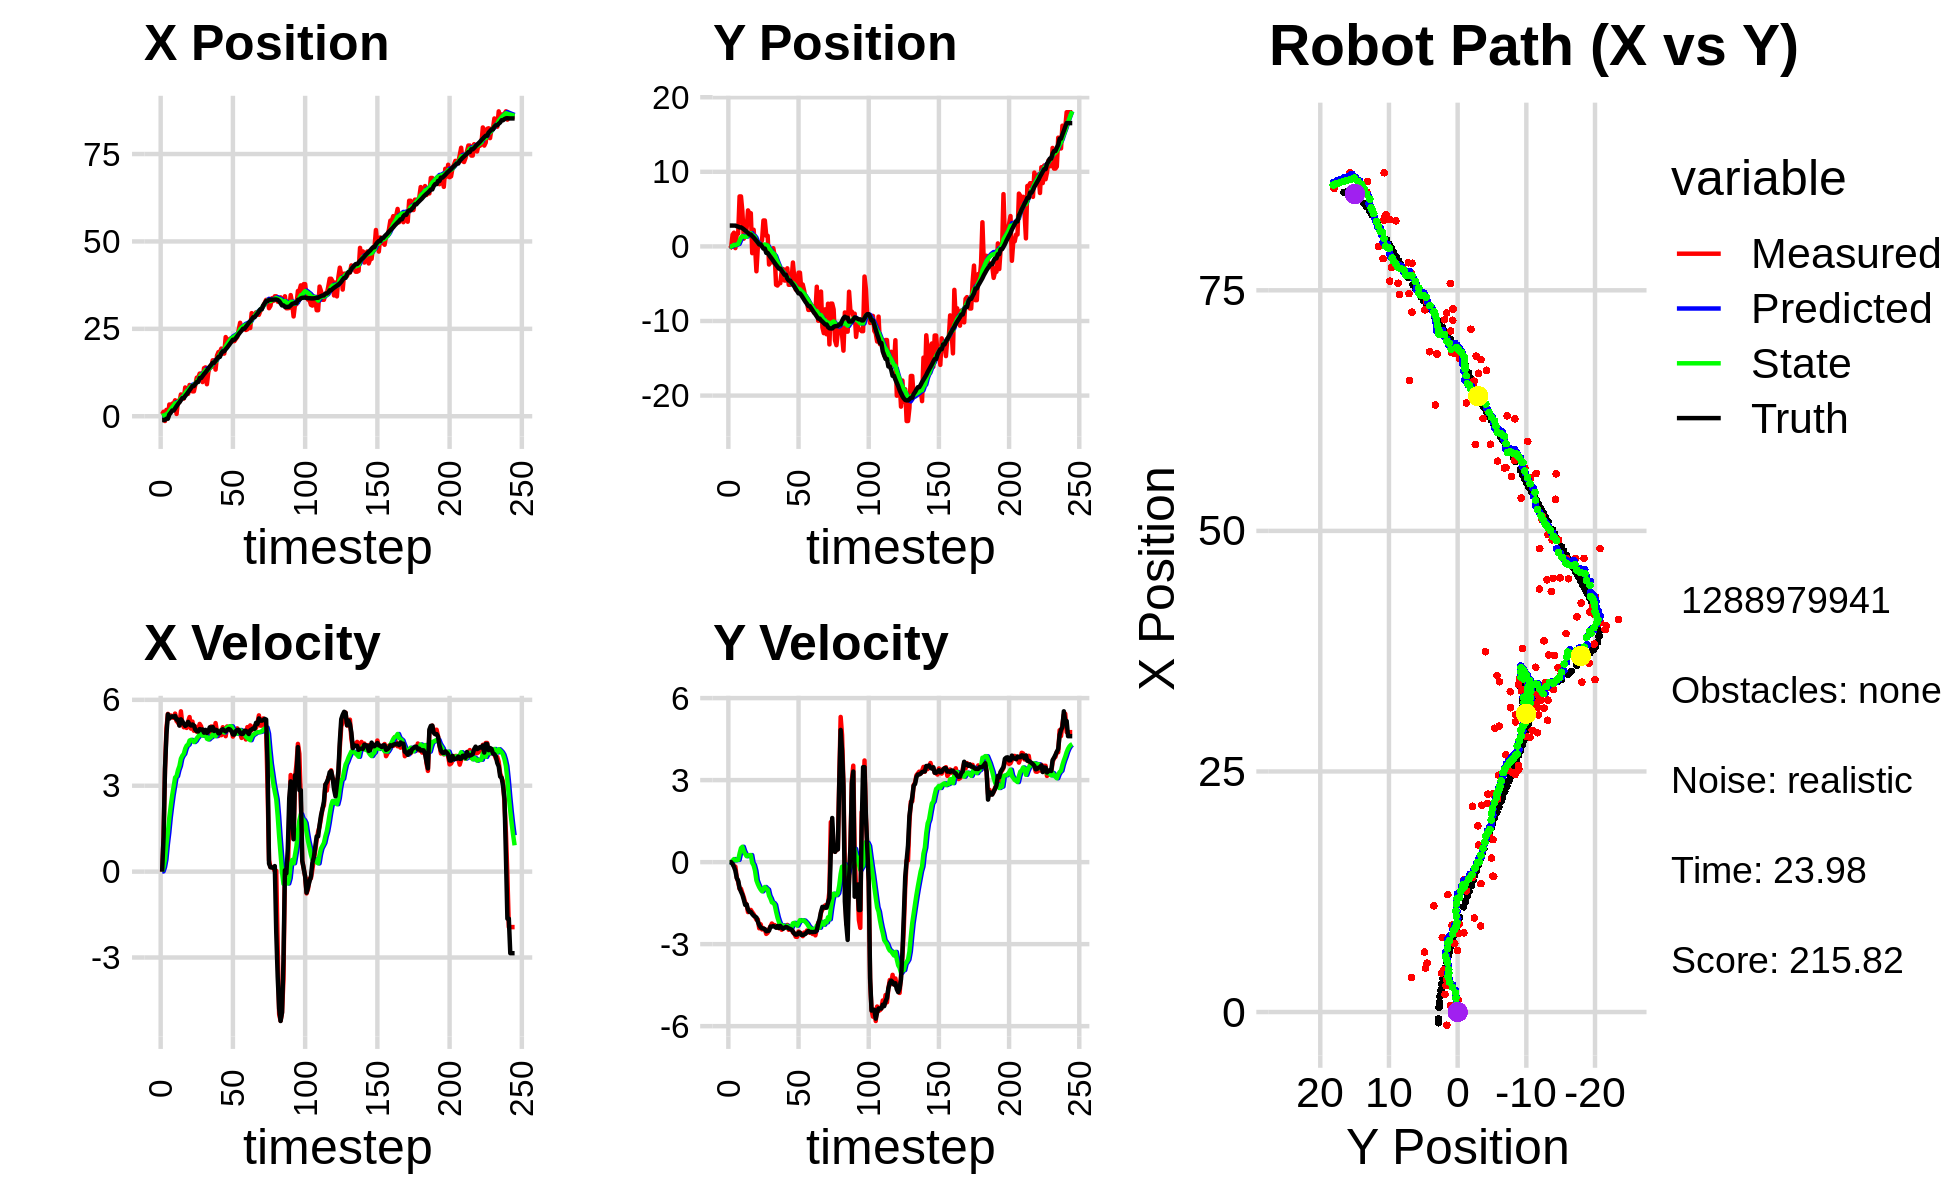 X Position
75
50
25
0
0 50 100 150 200 250
timestep
Y Position
20
10
0
-10
-20
0 50 100 150 200 250
timestep
X Velocity
6
3
0
-3
0 50 100 150 200 250
timestep
Y Velocity
6
3
0
-3
-6
0 50 100 150 200 250
timestep
Robot Path (X vs Y)
X Position
75
50
25
0
20 10 0 -10 -20
Y Position
variable
Measured
Predicted
State
Truth
1288979941
Obstacles: none
Noise: realistic
Time: 23.98
Score: 215.82